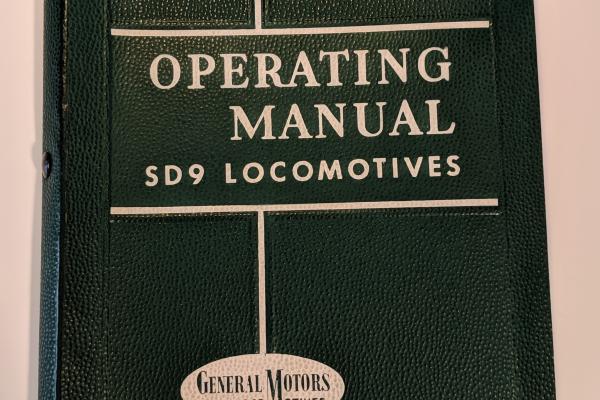 OPERATING
MANUAL
SD9 LOCOMOTIVES
GENERAL MOTORS